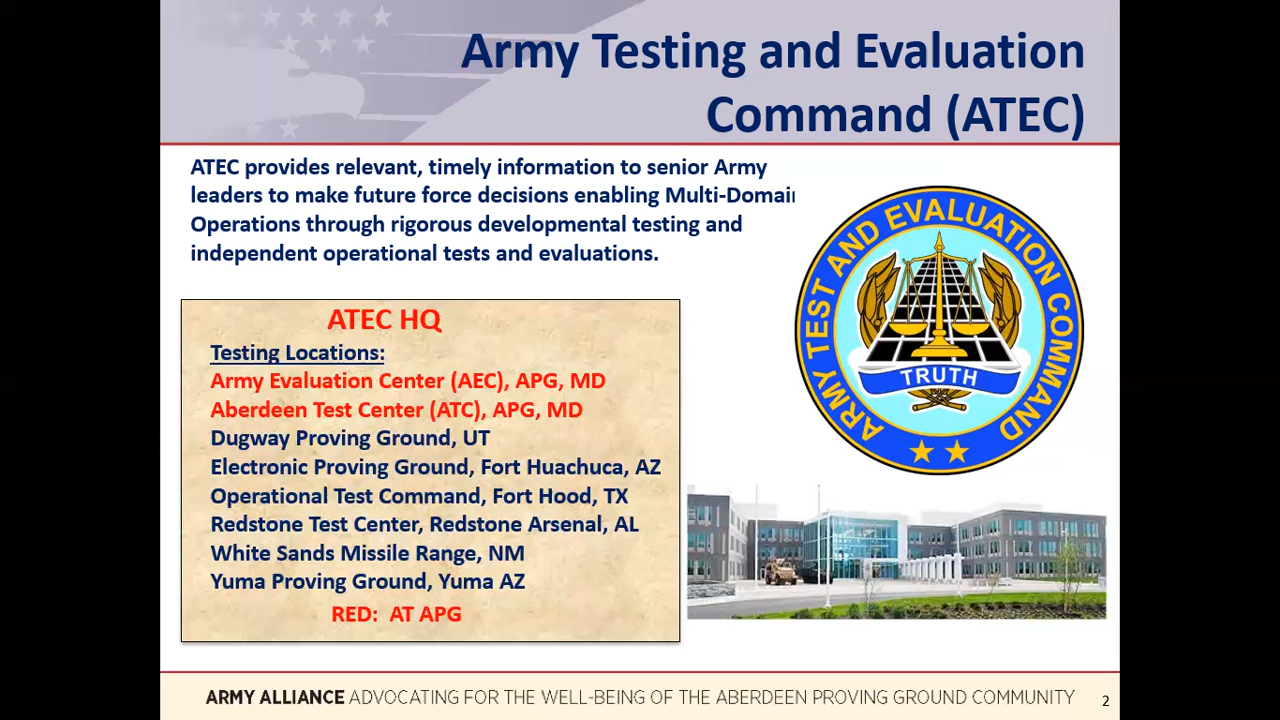 Army Testing and Evaluation
Command (ATEC)
ATEC provides relevant, timely information to senior Army
leaders to make future force decisions enabling Multi-Domain
Operations through rigorous developmental testing and
independent operational tests and evaluations.
ARMY TEST AND EVALUATION COMMAND
TRUTH
ATEC HQ
Testing Locations:
Army Evaluation Center (AEC), APG, MD
Aberdeen Test Center (ATC), APG, MD
Dugway Proving Ground, UT
Electronic Proving Ground, Fort Huachuca, AZ
Operational Test Command, Fort Hood, TX
Redstone Test Center, Redstone Arsenal, AL
White Sands Missile Range, NM
Yuma Proving Ground, Yuma AZ
RED: AT APG
ARMY ALLIANCE ADVOCATING FOR THE WELL-BEING OF THE ABERDEEN PROVING GROUND COMMUNITY
2